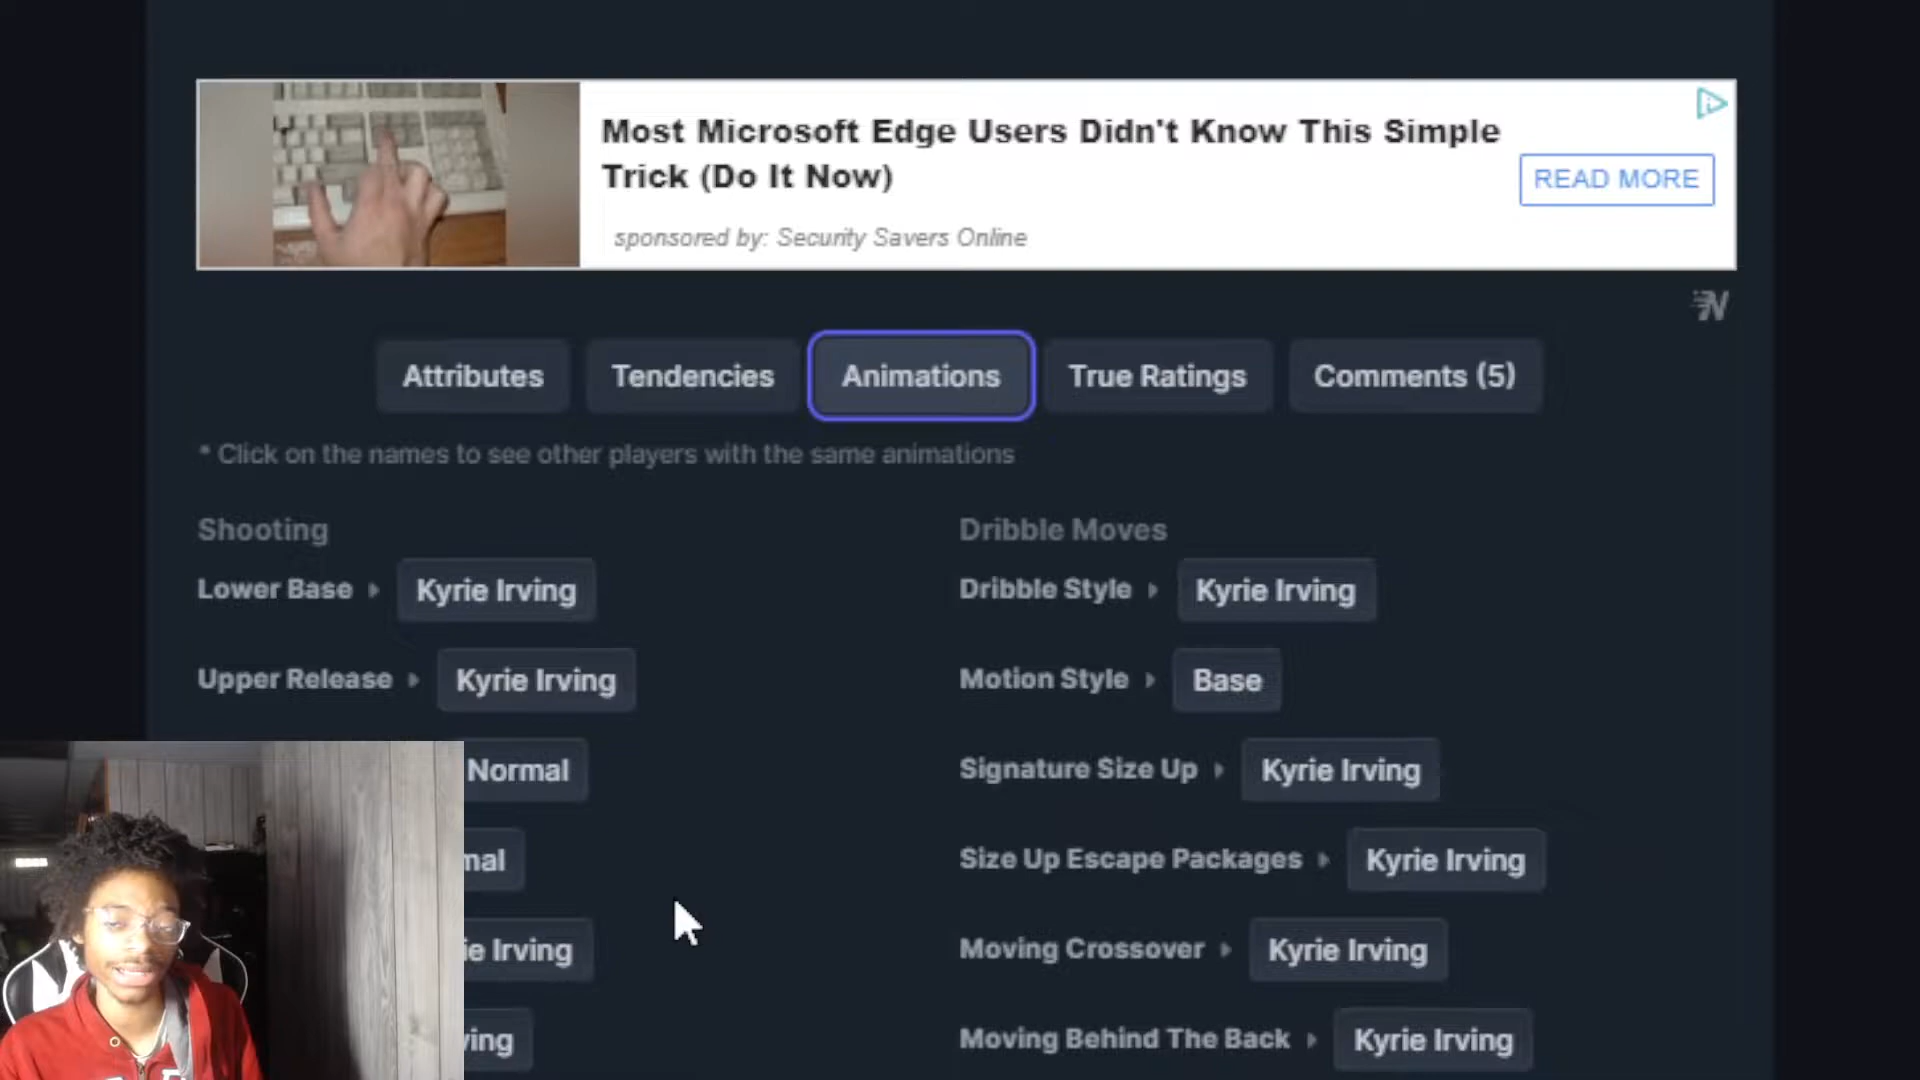 Most Microsoft Edge Users Didn't Know This Simple
Trick (Do It Now)
READ MORE
sponsored by: Security Savers Online
Attributes
Tendencies
Animations
True Ratings
Comments (5)
* Click on the names to see other players with the same animations
Shooting
Lower Base
Kyrie Irving
Upper Release
Kyrie Irving
Normal
mal
ie Irving
ving
Dribble Moves
Dribble Style
Kyrie Irving
Motion Style
Base
Signature Size Up
Kyrie Irving
Size Up Escape Packages
Kyrie Irving
Moving Crossover
Kyrie Irving
Moving Behind The Back
Kyrie Irving